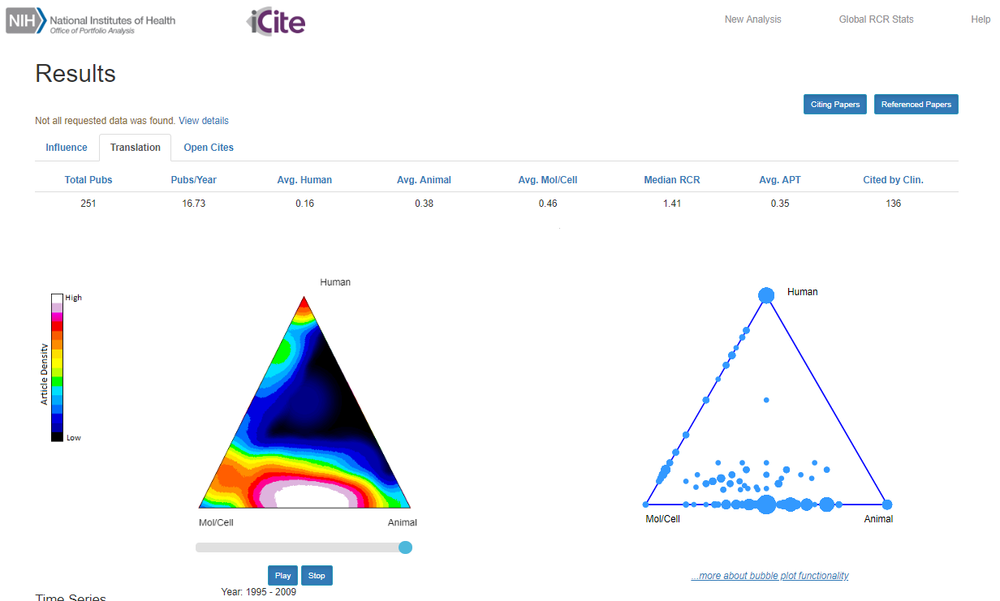 NIH National Institutes of Health
Office of Portfolio Analysis
iCite
New Analysis Global RCR Stats Help
Results
Citing Papers Referenced Papers
Not all requested data was found. View details
Influence Translation Open Cites
Total Pubs Pubs/Year Avg. Human Avg. Animal Avg. Mol/Cell Median RCR Avg. APT Cited by Clin.
251 16.73 0.16 0.38 0.46 1.41 0.35 136
Human
High
Article Density
Low
Mol/Cell Animal
Play Stop
Year: 1995 - 2009
Human
Mol/Cell Animal
...more about bubble plot functionality
Time Series